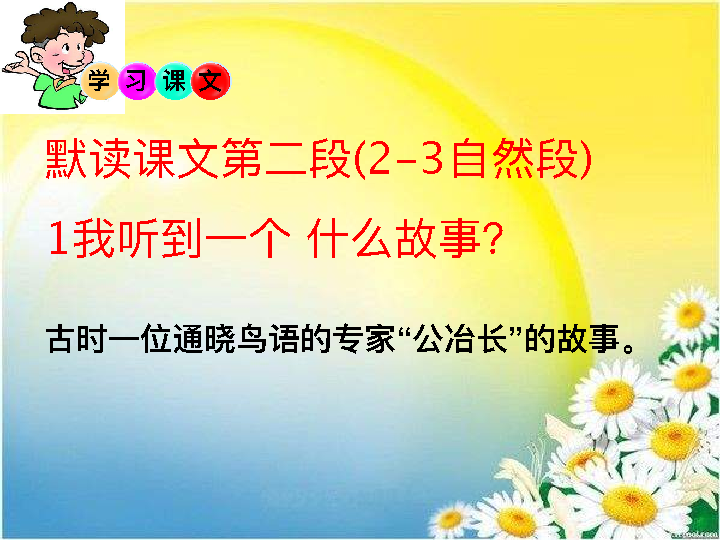 学习课文
默读课文第二段(2-3自然段)
1我听到一个 什么故事?
古时一位通晓鸟语的专家“公冶长”的故事。